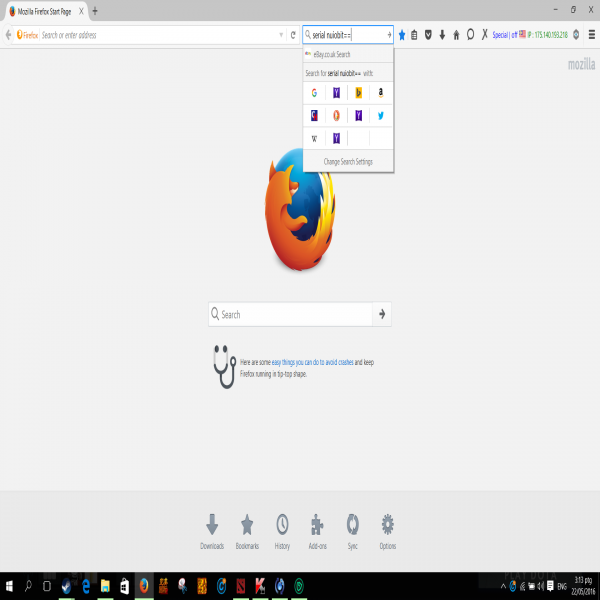 Mozilla Firefox Start Page
Firefox
Search or enter address
serial nuiobit==
Special | off
IP : 175.140.193.218
eBay.co.uk Search
Search for serial nuiobit== with:
Change Search Settings
mozilla
Search
Here are some easy things you can do to avoid crashes and keep
Firefox running in tip-top shape.
Downloads
Bookmarks
History
Add-ons
Sync
Options
ENG
3:13 ptg
22/05/2016